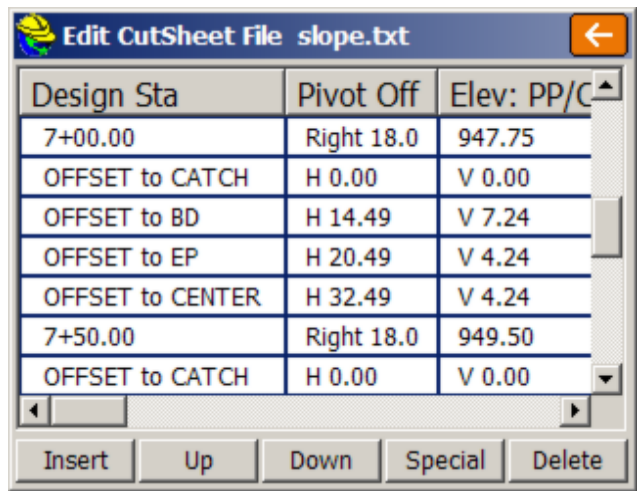 Edit CutSheet File slope.txt
Design Sta Pivot Off Elev: PP/C
7+00.00 Right 18.0 947.75
OFFSET to CATCH H 0.00 V 0.00
OFFSET to BD H 14.49 V 7.24
OFFSET to EP H 20.49 V 4.24
OFFSET to CENTER H 32.49 V 4.24
7+50.00 Right 18.0 949.50
OFFSET to CATCH H 0.00 V 0.00
Insert Up Down Special Delete